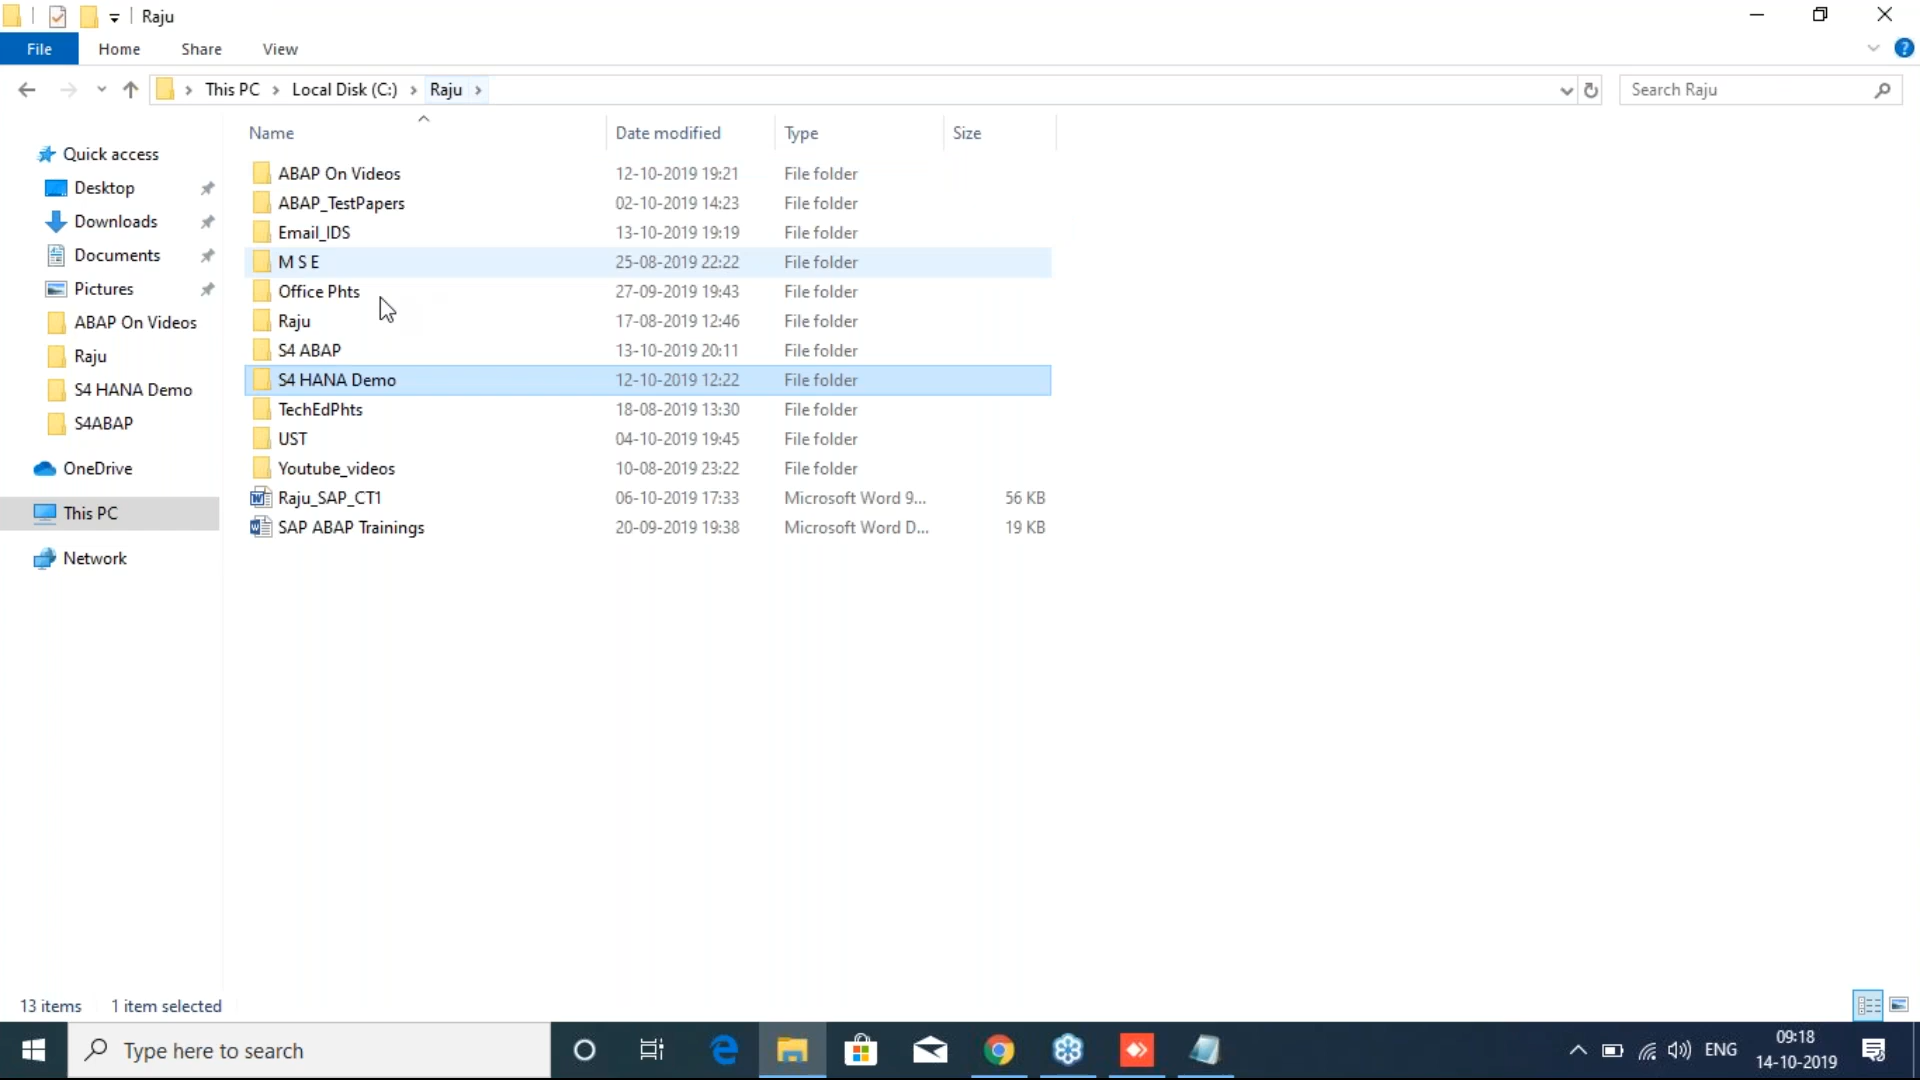 Raju
File Home Share View
This PC Local Disk (C:) Raju Search Raju
Name Date modified Type Size
Quick access
Desktop
Downloads
Documents
Pictures
ABAP On Videos
Raju
S4 HANA Demo
S4ABAP
OneDrive
This PC
Network
ABAP On Videos 12-10-2019 19:21 File folder
ABAP_TestPapers 02-10-2019 14:23 File folder
Email_IDS 13-10-2019 19:19 File folder
M S E 25-08-2019 22:22 File folder
Office Phts 27-09-2019 19:43 File folder
Raju 17-08-2019 12:46 File folder
S4 ABAP 13-10-2019 20:11 File folder
S4 HANA Demo 12-10-2019 12:22 File folder
TechEdPhts 18-08-2019 13:30 File folder
UST 04-10-2019 19:45 File folder
Youtube_videos 10-08-2019 23:22 File folder
Raju_SAP_CT1 06-10-2019 17:33 Microsoft Word 9... 56 KB
SAP ABAP Trainings 20-09-2019 19:38 Microsoft Word D... 19 KB
13 items 1 item selected
Type here to search
ENG
09:18
14-10-2019